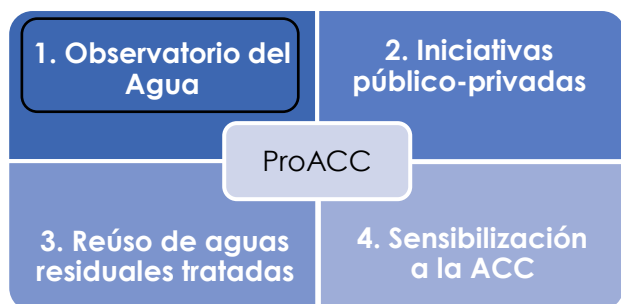 1. Observatorio del
Agua
2. Iniciativas
público-privadas
ProACC
3. Reúso de aguas
residuales tratadas
4. Sensibilización
a la ACC